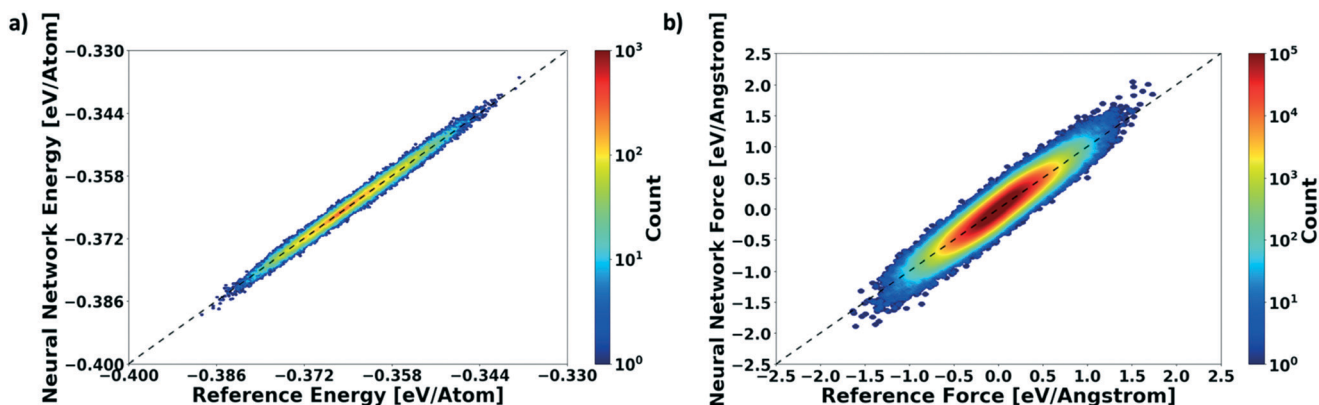 a)
Neural Network Energy [eV/Atom]
−0.330
−0.344
−0.358
−0.372
−0.386
−0.400
−0.400 −0.386 −0.372 −0.358 −0.344 −0.330
Reference Energy [eV/Atom]
10³
10²
10¹
10⁰
Count
b)
Neural Network Force [eV/Angstrom]
2.5
2.0
1.5
1.0
0.5
0.0
−0.5
−1.0
−1.5
−2.0
−2.5
−2.5 −2.0 −1.5 −1.0 −0.5 0.0 0.5 1.0 1.5 2.0 2.5
Reference Force [eV/Angstrom]
10⁵
10⁴
10³
10²
10¹
10⁰
Count